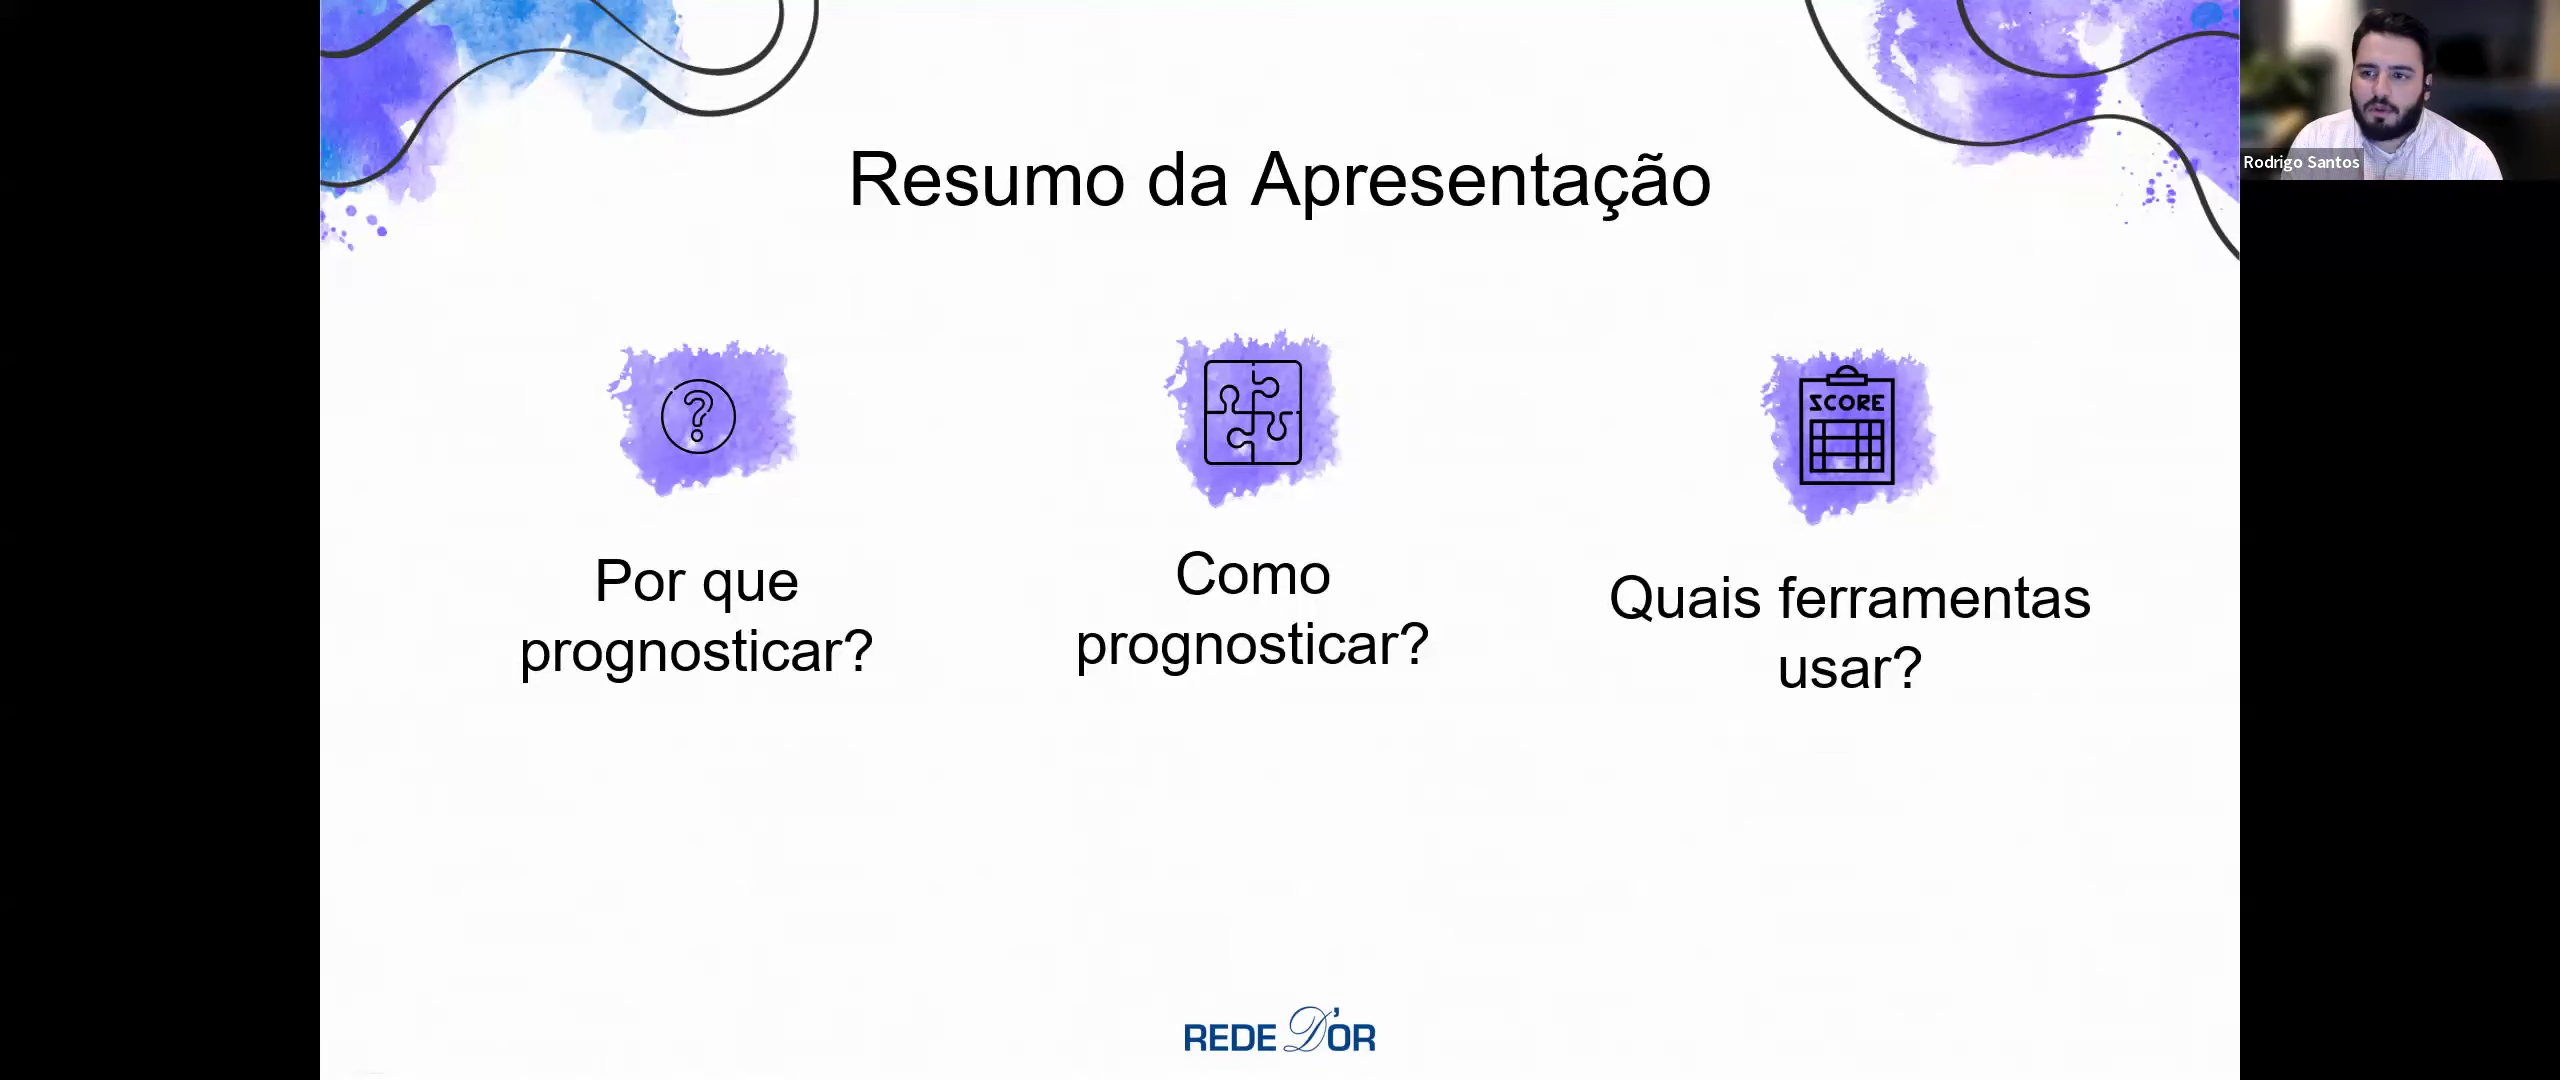 Resumo da Apresentação
Rodrigo Santos
SCORE
Por que
prognosticar?
Como
prognosticar?
Quais ferramentas
usar?
REDE D'OR